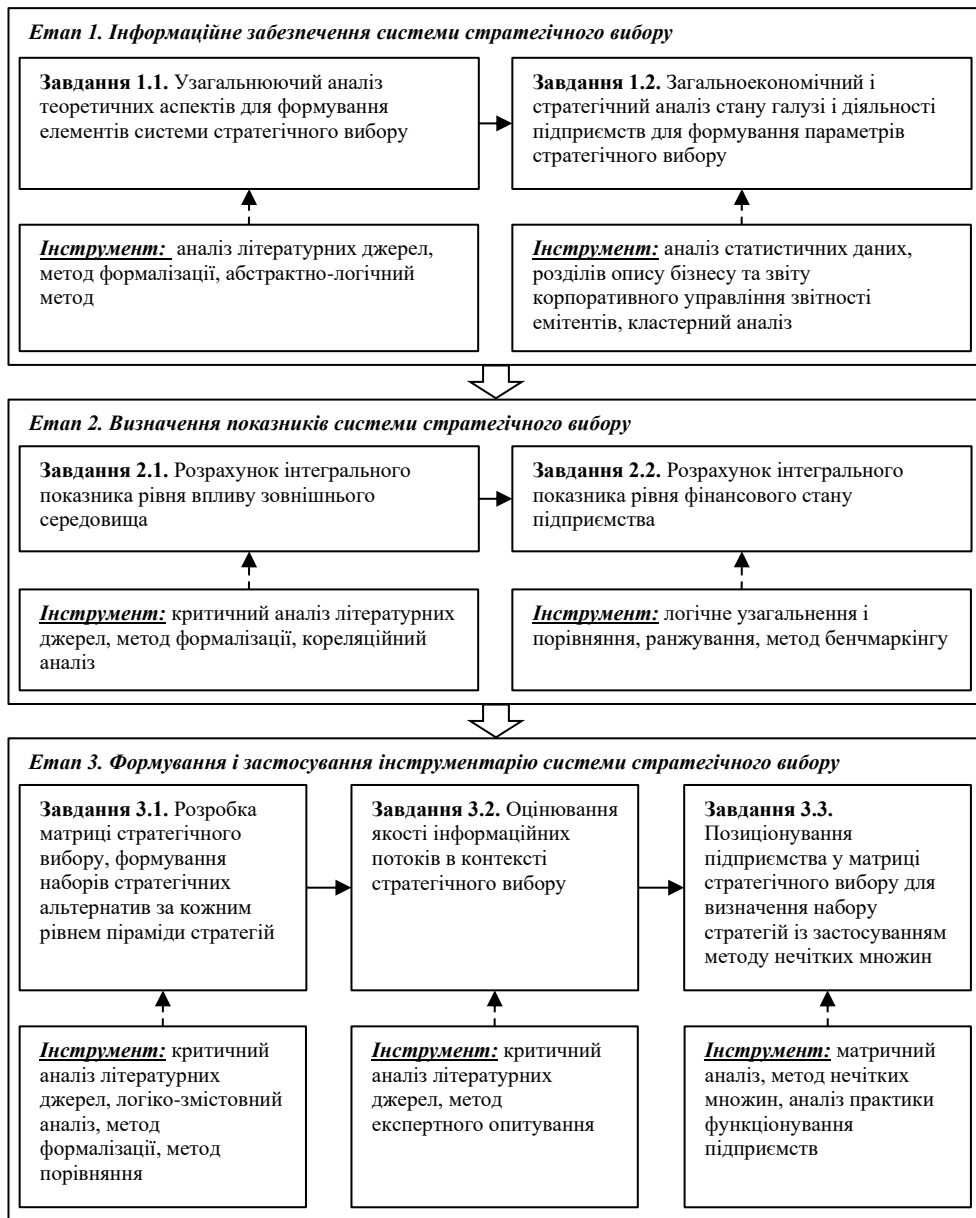 Етап 1. Інформаційне забезпечення системи стратегічного вибору
Завдання 1.1. Узагальнюючий аналіз
теоретичних аспектів для формування
елементів системи стратегічного вибору
Завдання 1.2. Загальноекономічний і
стратегічний аналіз стану галузі і діяльності
підприємств для формування параметрів
стратегічного вибору
Інструмент: аналіз літературних джерел,
метод формалізації, абстрактно-логічний
метод
Інструмент: аналіз статистичних даних,
розділів опису бізнесу та звіту
корпоративного управління звітності
емітентів, кластерний аналіз
Етап 2. Визначення показників системи стратегічного вибору
Завдання 2.1. Розрахунок інтегрального
показника рівня впливу зовнішнього
середовища
Завдання 2.2. Розрахунок інтегрального
показника рівня фінансового стану
підприємства
Інструмент: критичний аналіз літературних
джерел, метод формалізації, кореляційний
аналіз
Інструмент: логічне узагальнення і
порівняння, ранжування, метод бенчмаркінгу
Етап 3. Формування і застосування інструментарію системи стратегічного вибору
Завдання 3.1. Розробка
матриці стратегічного
вибору, формування
наборів стратегічних
альтернатив за кожним
рівнем піраміди стратегій
Завдання 3.2. Оцінювання
якості інформаційних
потоків в контексті
стратегічного вибору
Завдання 3.3.
Позиціонування
підприємства у матриці
стратегічного вибору для
визначення набору
стратегій із застосуванням
методу нечітких множин
Інструмент: критичний
аналіз літературних
джерел, логіко-змістовний
аналіз, метод
формалізації, метод
порівняння
Інструмент: критичний
аналіз літературних
джерел, метод
експертного опитування
Інструмент: матричний
аналіз, метод нечітких
множин, аналіз практики
функціонування
підприємств